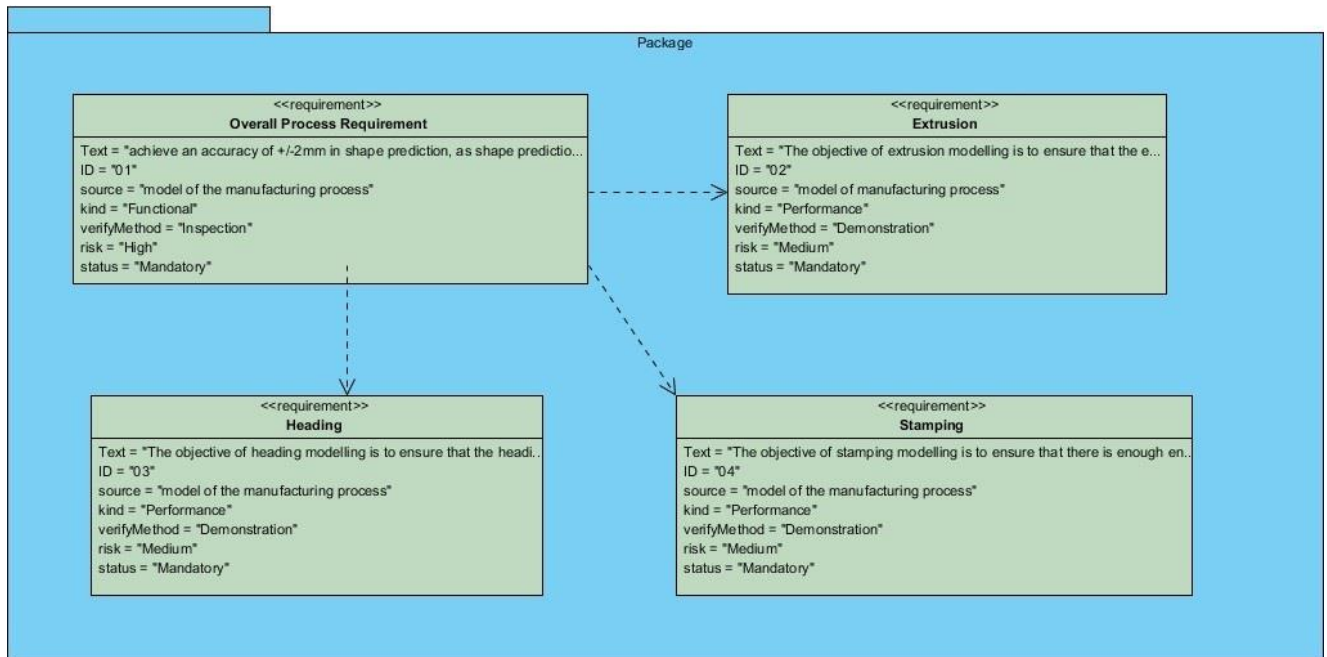 Package
<<requirement>>
Overall Process Requirement
Text = "achieve an accuracy of +/-2mm in shape prediction, as shape predictio...
ID = "01"
source = "model of the manufacturing process"
kind = "Functional"
verifyMethod = "Inspection"
risk = "High"
status = "Mandatory"
<<requirement>>
Extrusion
Text = "The objective of extrusion modelling is to ensure that the e...
ID = "02"
source = "model of manufacturing process"
kind = "Performance"
verifyMethod = "Demonstration"
risk = "Medium"
status = "Mandatory"
<<requirement>>
Heading
Text = "The objective of heading modelling is to ensure that the headi..
ID = "03"
source = "model of the manufacturing process"
kind = "Performance"
verifyMethod = "Demonstration"
risk = "Medium"
status = "Mandatory"
<<requirement>>
Stamping
Text = "The objective of stamping modelling is to ensure that there is enough en..
ID = "04"
source = "model of the manufacturing process"
kind = "Performance"
verifyMethod = "Demonstration"
risk = "Medium"
status = "Mandatory"